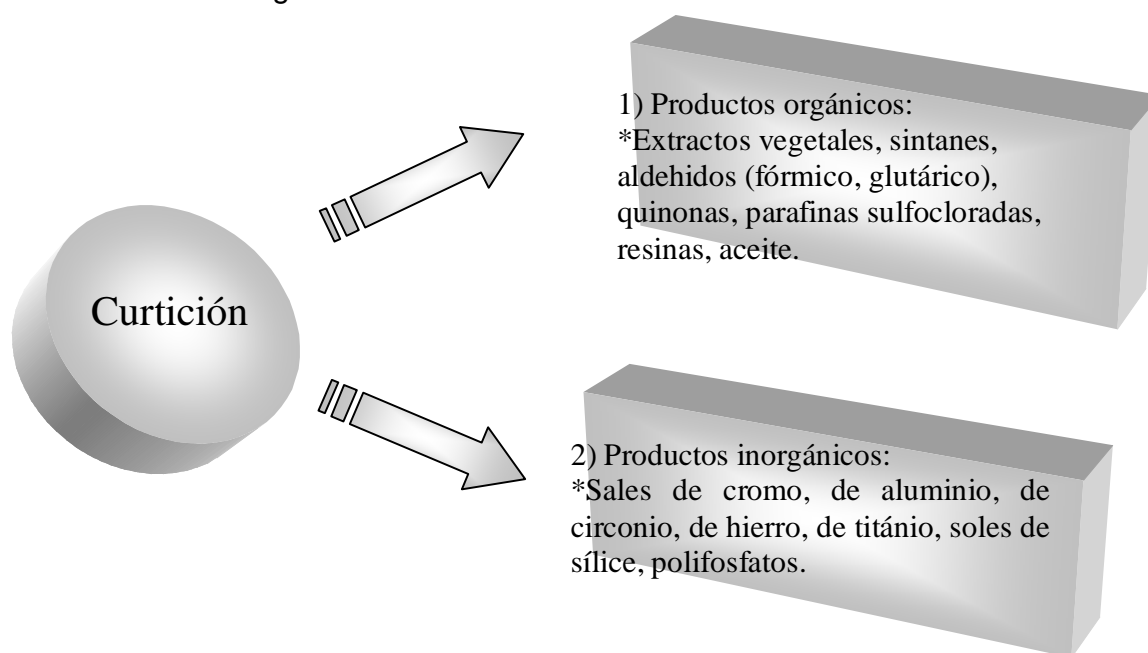 g
Curtición
1) Productos orgánicos:
*Extractos vegetales, sintanes,
aldehidos (fórmico, glutárico),
quinonas, parafinas sulfocloradas,
resinas, aceite.
2) Productos inorgánicos:
*Sales de cromo, de aluminio, de
circonio, de hierro, de titánio, soles de
sílice, polifosfatos.